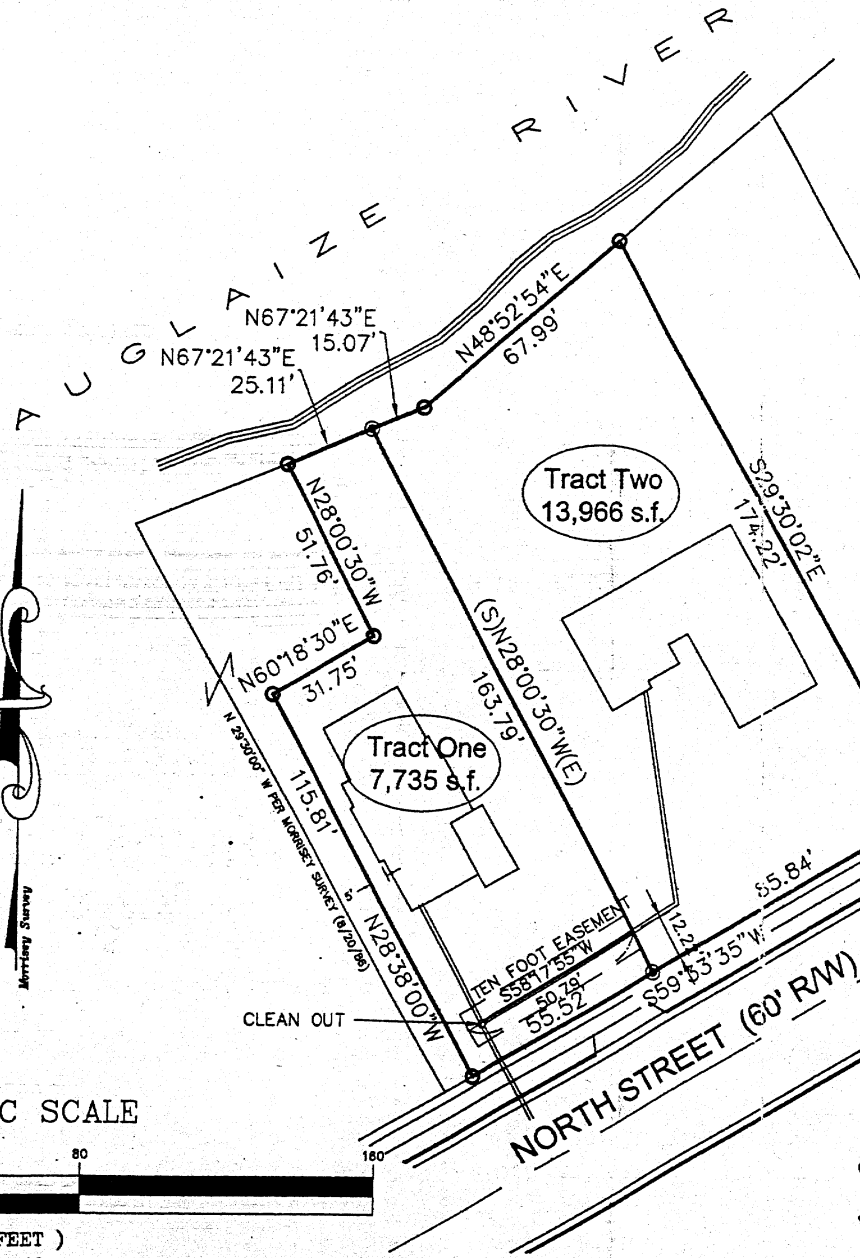 AUGLAIZE RIVER
N67°21'43"E
15.07'
N67°21'43"E
25.11'
N48°52'54"E
67.99'
N28°00'30"W
51.76'
N60°18'30"E
31.75'
Tract Two
13,966 s.f.
S29°30'02"E
174.22'
(S)N28°00'30"W(E)
163.79'
Tract One
7,735 s.f.
115.81'
N28°38'00"W
N 29°30'00" W PER MORRISEY SURVEY (8/20/86)
5'
Morrisey Survey
TEN FOOT EASEMENT
S58°17'55"W
50.79'
55.52'
85.84'
S59°53'35"W
CLEAN OUT
NORTH STREET (60' R/W)
C SCALE
80
160
FEET )